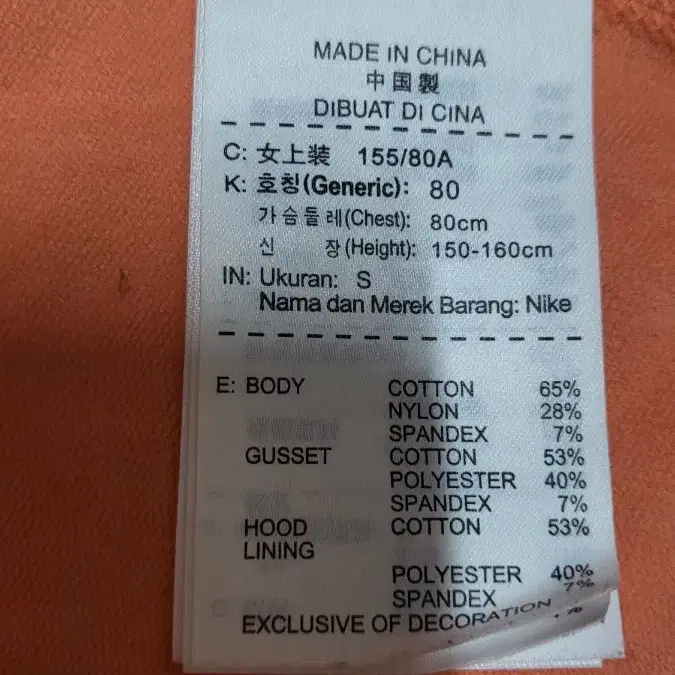 MADE IN CHINA
中国製
DIBUAT DI CINA
C: 女上装 155/80A
K: 호칭(Generic): 80
가슴둘레(Chest): 80cm
신 장(Height): 150-160cm
IN: Ukuran: S
Nama dan Merek Barang: Nike
E: BODY COTTON 65%
NYLON 28%
SPANDEX 7%
GUSSET COTTON 53%
POLYESTER 40%
SPANDEX 7%
HOOD COTTON 53%
LINING
POLYESTER 40%
SPANDEX 7%
EXCLUSIVE OF DECORATION